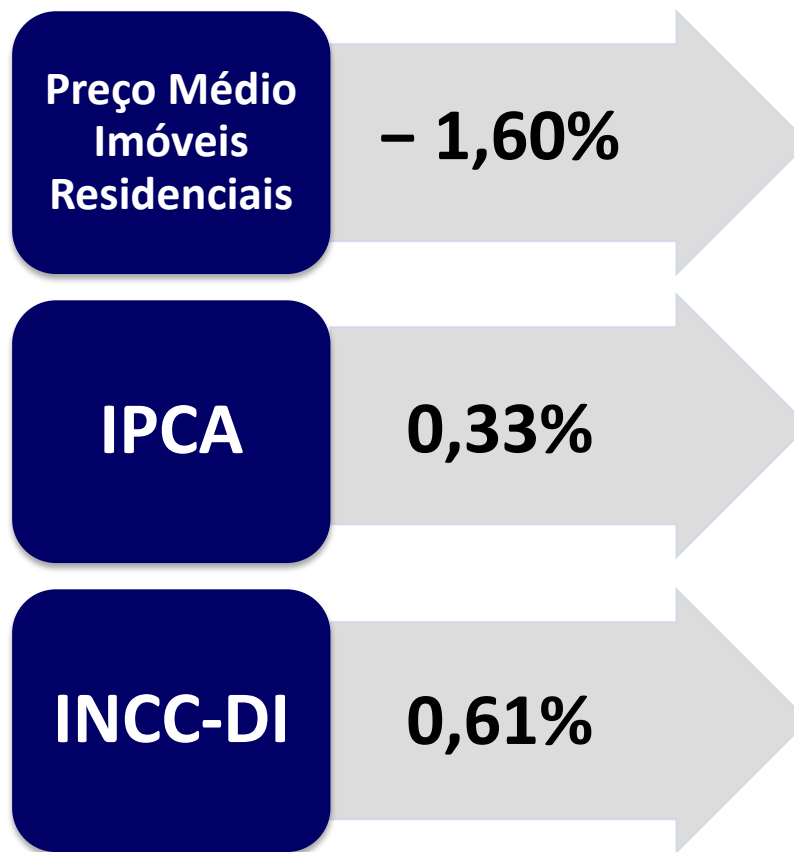 Preço Médio
Imóveis
Residenciais
– 1,60%
IPCA
0,33%
INCC-DI
0,61%